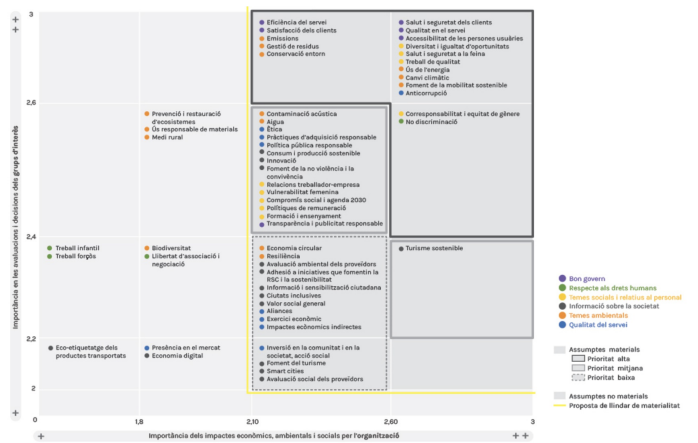 3
Eficiència del servei
Satisfacció dels clients
Emissions
Gestió de residus
Conservació entorn
Salut i seguretat dels clients
Qualitat en el servei
Accessibilitat de les persones usuàries
Diversitat i igualtat d'oportunitats
Salut i seguretat a la feina
Treball de qualitat
Ús de l'energia
Canvi climàtic
Foment de la mobilitat sostenible
Anticorrupció
2,6
Prevenció i restauració
d'ecosistemes
Ús responsable de materials
Medi rural
Contaminació acústica
Aigua
Ètica
Pràctiques d'adquisició responsable
Política pública responsable
Consum i producció sostenible
Innovació
Foment de la no violència i la
convivència
Relacions treballador-empresa
Vulnerabilitat femenina
Compromís social i agenda 2030
Polítiques de remuneració
Formació i ensenyament
Transparència i publicitat responsable
Corresponsabilitat i equitat de gènere
No discriminació
2,4
Treball infantil
Treball forçós
Biodiversitat
Llibertat d'associació i
negociació
Economia circular
Resiliència
Avaluació ambiental dels proveïdors
Adhesió a iniciatives que fomentin la
RSC i la sostenibilitat
Informació i sensibilització ciutadana
Ciutats inclusives
Valor social general
Aliances
Exercici econòmic
Impactes ecònomics indirectes
Turisme sostenible
2,2
Eco-etiquetatge dels
productes transportats
Presència en el mercat
Economia digital
Inversió en la comunitat i en la
societat, acció social
Foment del turisme
Smart cities
Avaluació social dels proveïdors
2
0
1,8
2,10
2,60
3
+
++
Importància en les avaluacions i decisions dels grups d'interès
+
Importància dels impactes econòmics, ambientals i socials per l'organització
++
Bon govern
Respecte als drets humans
Temes socials i relatius al personal
Informació sobre la societat
Temes ambientals
Qualitat del servei
Assumptes materials
Prioritat alta
Prioritat mitjana
Prioritat baixa
Assumptes no materials
Proposta de llindar de materialitat